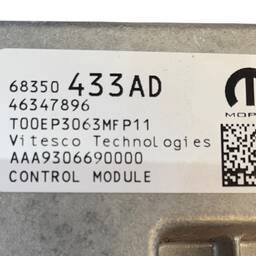 68350 433AD
46347896
T00EP3063MFP11
Vitesco Technologies
AAA9306690000
CONTROL MODULE